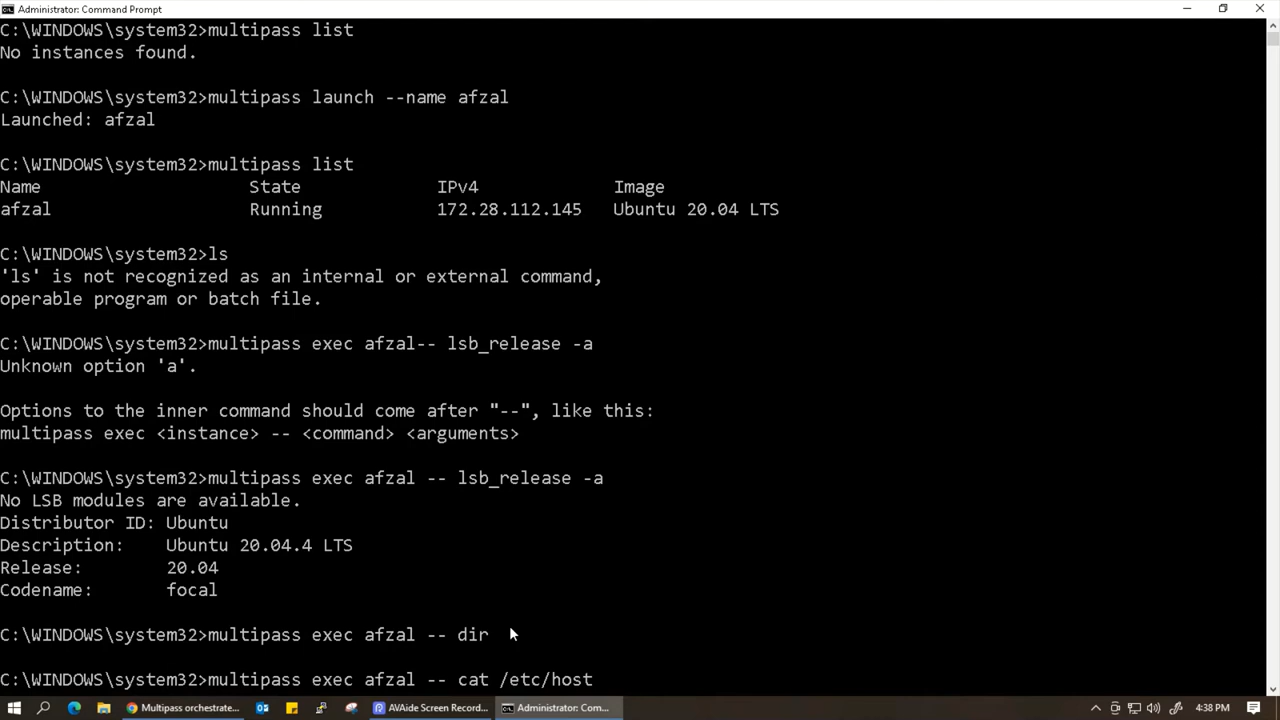 Administrator: Command Prompt
C:\WINDOWS\system32>multipass list
No instances found.
C:\WINDOWS\system32>multipass launch --name afzal
Launched: afzal
C:\WINDOWS\system32>multipass list
Name State IPv4 Image
afzal Running 172.28.112.145 Ubuntu 20.04 LTS
C:\WINDOWS\system32>ls
'ls' is not recognized as an internal or external command,
operable program or batch file.
C:\WINDOWS\system32>multipass exec afzal-- lsb_release -a
Unknown option 'a'.
Options to the inner command should come after "--", like this:
multipass exec <instance> -- <command> <arguments>
C:\WINDOWS\system32>multipass exec afzal -- lsb_release -a
No LSB modules are available.
Distributor ID: Ubuntu
Description: Ubuntu 20.04.4 LTS
Release: 20.04
Codename: focal
C:\WINDOWS\system32>multipass exec afzal -- dir
C:\WINDOWS\system32>multipass exec afzal -- cat /etc/host
Multipass orchestrate... AVAide Screen Record... Administrator: Com... 4:38 PM